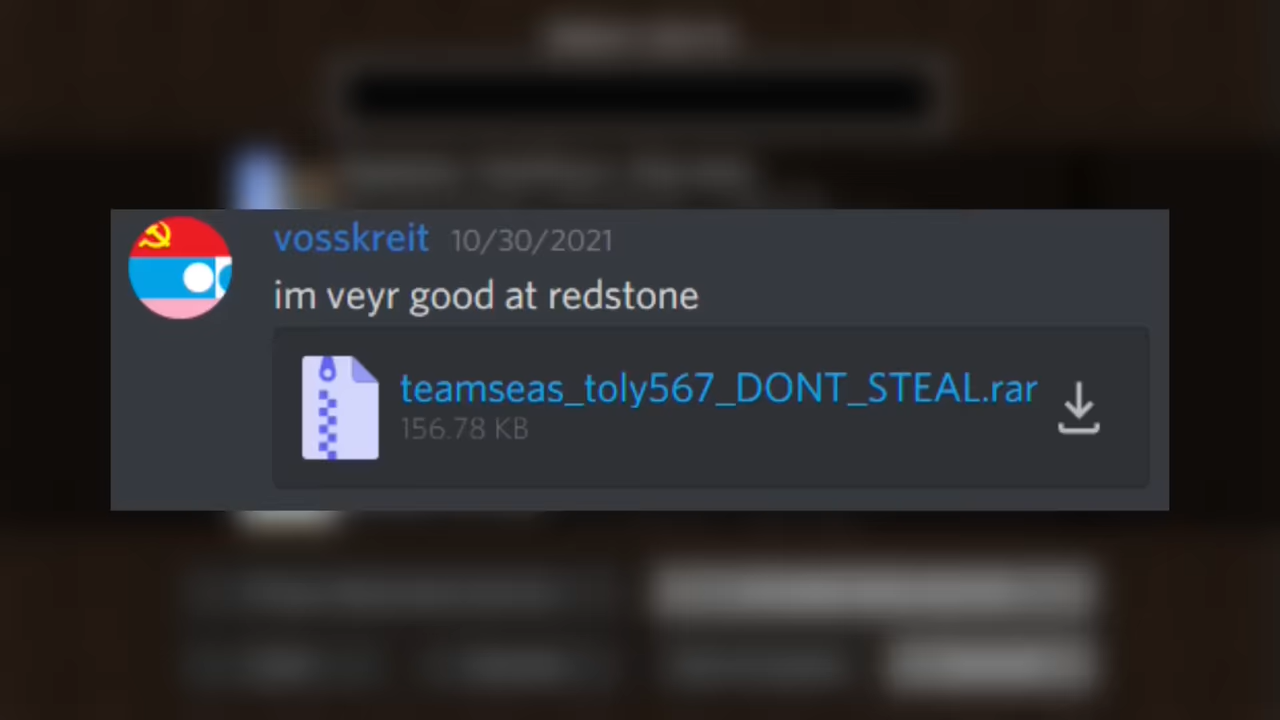 vosskreit 10/30/2021
im veyr good at redstone
teamseas_toly567_DONT_STEAL.rar
156.78 KB